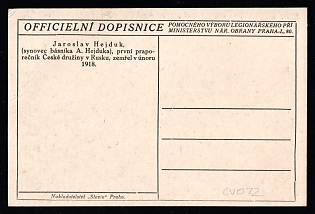 OFFICIELNÍ DOPISNICE
POMOCNÉHO VÝBORU LEGIONÁŘSKÉHO PŘI
MINISTERSTVU NÁR. OBRANY PRAHA-I., 80.
Jaroslav Hejduk,
(synovec básníka A. Hejduka), první prapo-
rečník České družiny v Rusku, zemřel v únoru
1918.
Nakladatelství „Slavia" Praha.
CV072